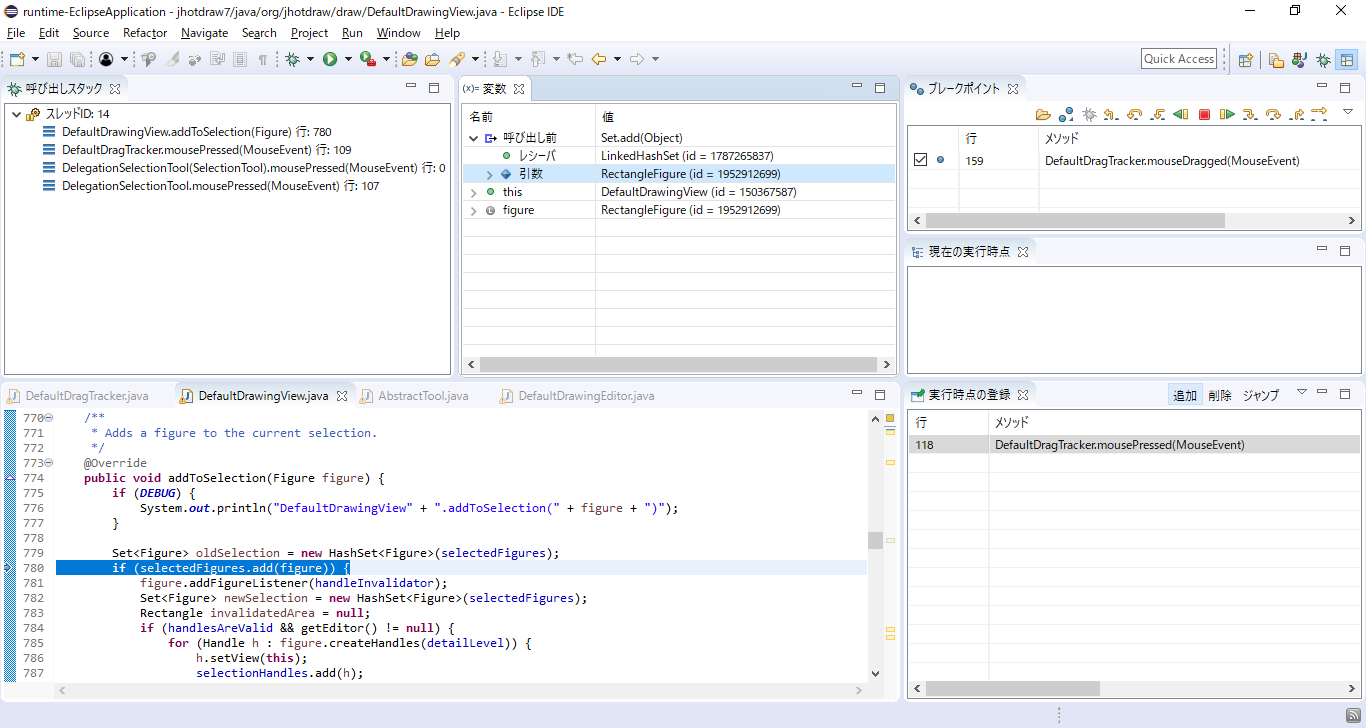 runtime-EclipseApplication - jhotdraw7/java/org/jhotdraw/draw/DefaultDrawingView.java - Eclipse IDE
File Edit Source Refactor Navigate Search Project Run Window Help
Quick Access
呼び出しスタック
スレッドID: 14
DefaultDrawingView.addToSelection(Figure) 行: 780
DefaultDragTracker.mousePressed(MouseEvent) 行: 109
DelegationSelectionTool(SelectionTool).mousePressed(MouseEvent) 行: 0
DelegationSelectionTool.mousePressed(MouseEvent) 行: 107
(x)= 変数
名前 値
呼び出し前 Set.add(Object)
レシーバ LinkedHashSet (id = 1787265837)
引数 RectangleFigure (id = 1952912699)
this DefaultDrawingView (id = 150367587)
figure RectangleFigure (id = 1952912699)
ブレークポイント
行 メソッド
159 DefaultDragTracker.mouseDragged(MouseEvent)
現在の実行時点
DefaultDragTracker.java DefaultDrawingView.java AbstractTool.java DefaultDrawingEditor.java
770 /**
771 * Adds a figure to the current selection.
772 */
773 @Override
774 public void addToSelection(Figure figure) {
775 if (DEBUG) {
776 System.out.println("DefaultDrawingView" + ".addToSelection(" + figure + ")");
777 }
778
779 Set<Figure> oldSelection = new HashSet<Figure>(selectedFigures);
780 if (selectedFigures.add(figure)) {
781 figure.addFigureListener(handleInvalidator);
782 Set<Figure> newSelection = new HashSet<Figure>(selectedFigures);
783 Rectangle invalidatedArea = null;
784 if (handlesAreValid && getEditor() != null) {
785 for (Handle h : figure.createHandles(detailLevel)) {
786 h.setView(this);
787 selectionHandles.add(h);
実行時点の登録 追加 削除 ジャンプ
行 メソッド
118 DefaultDragTracker.mousePressed(MouseEvent)